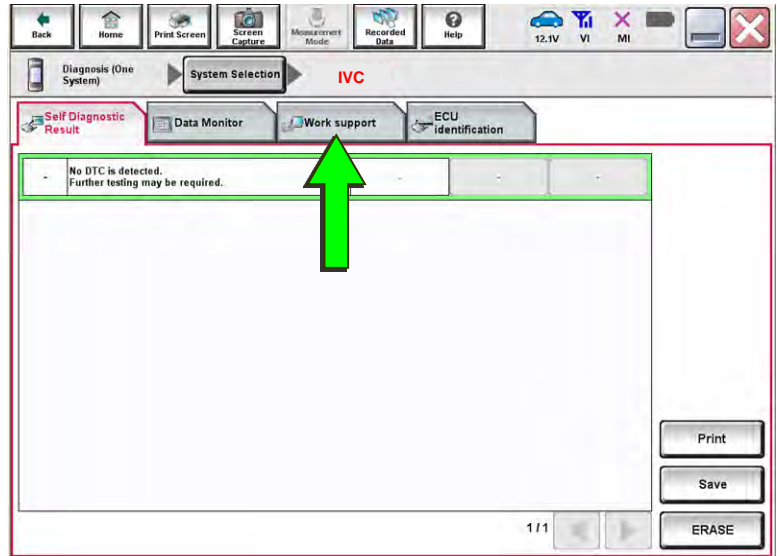 Back
Home
Print Screen
Screen
Capture
Measurement
Mode
Recorded
Data
Help
12.1V
VI
MI
Diagnosis (One
System)
System Selection
IVC
Self Diagnostic
Result
Data Monitor
Work support
ECU
identification
-
No DTC is detected.
Further testing may be required.
-
-
-
Print
Save
1/1
ERASE